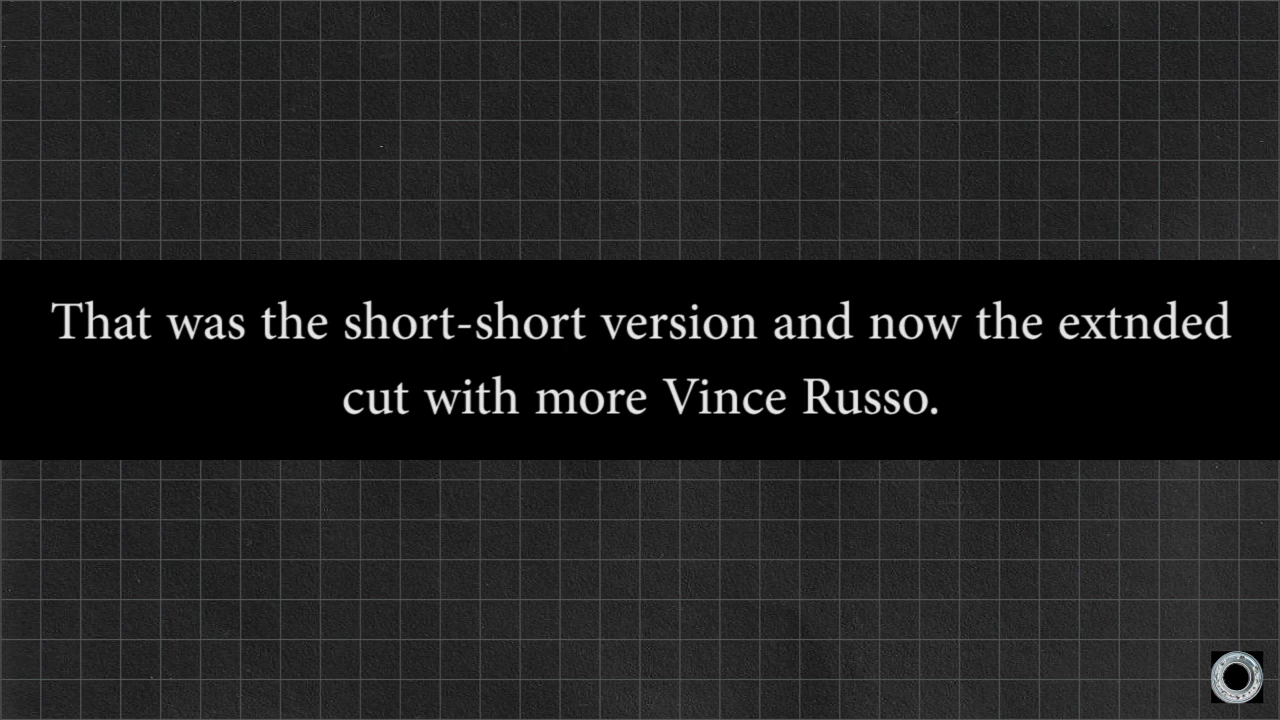 That was the short-short version and now the extnded
cut with more Vince Russo.